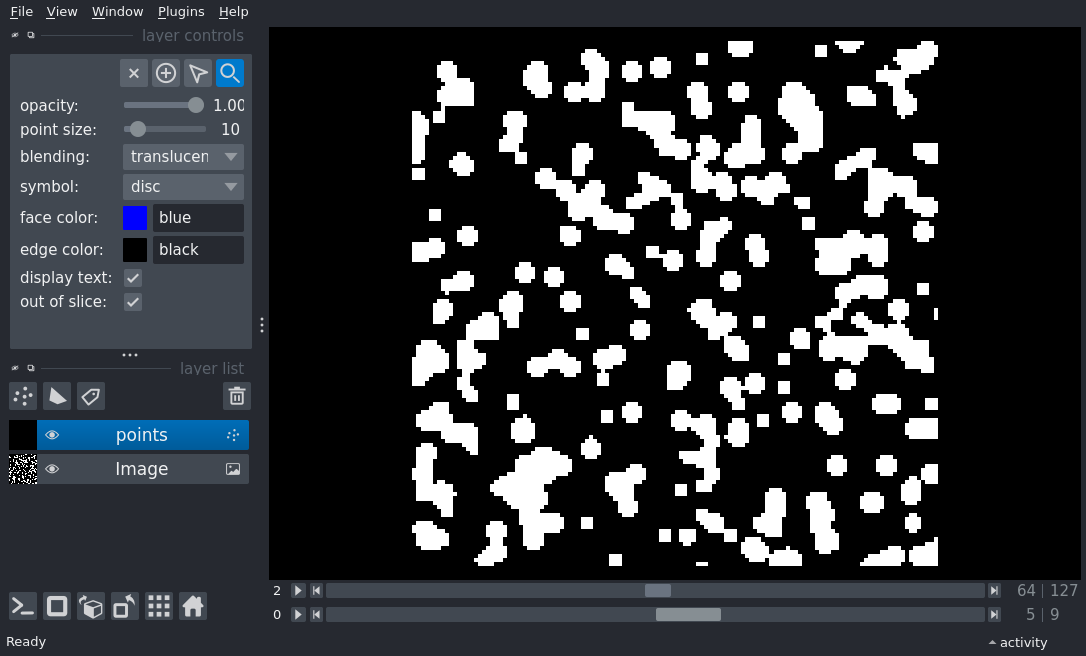 File View Window Plugins Help
layer controls
opacity: 1.00
point size: 10
blending: translucen
symbol: disc
face color: blue
edge color: black
display text:
out of slice:
layer list
points
Image
2 64 | 127
0 5 | 9
Ready activity